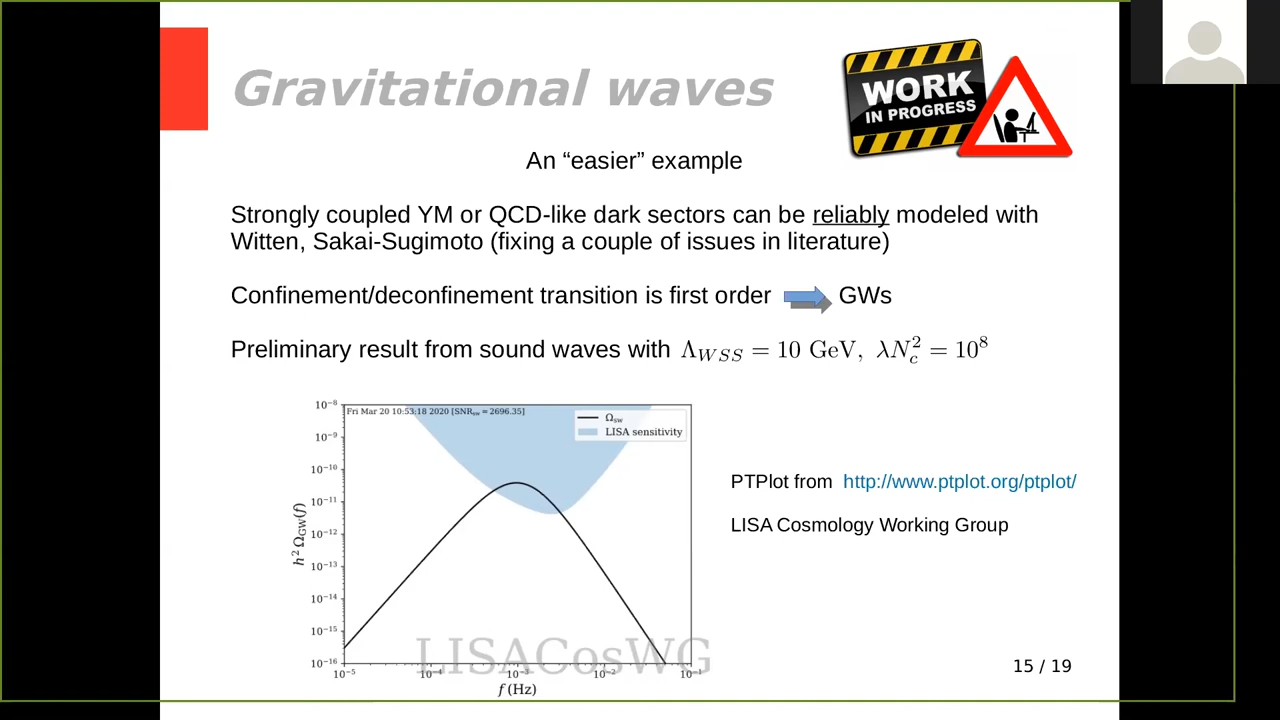 Gravitational waves
WORK
IN PROGRESS
An “easier” example
Strongly coupled YM or QCD-like dark sectors can be reliably modeled with
Witten, Sakai-Sugimoto (fixing a couple of issues in literature)
Confinement/deconfinement transition is first order GWs
Preliminary result from sound waves with Λ_WSS = 10 GeV, λN_c^2 = 10^8
Fri Mar 20 10:53:18 2020 [SNR_sw = 2696.35]
Ω_sw
LISA sensitivity
10^-8
10^-9
10^-10
10^-11
10^-12
10^-13
10^-14
10^-15
10^-16
h^2 Ω_GW(f)
10^-5 10^-4 10^-3 10^-2 10^-1
f (Hz)
LISACosWG
PTPlot from http://www.ptplot.org/ptplot/
LISA Cosmology Working Group
15 / 19